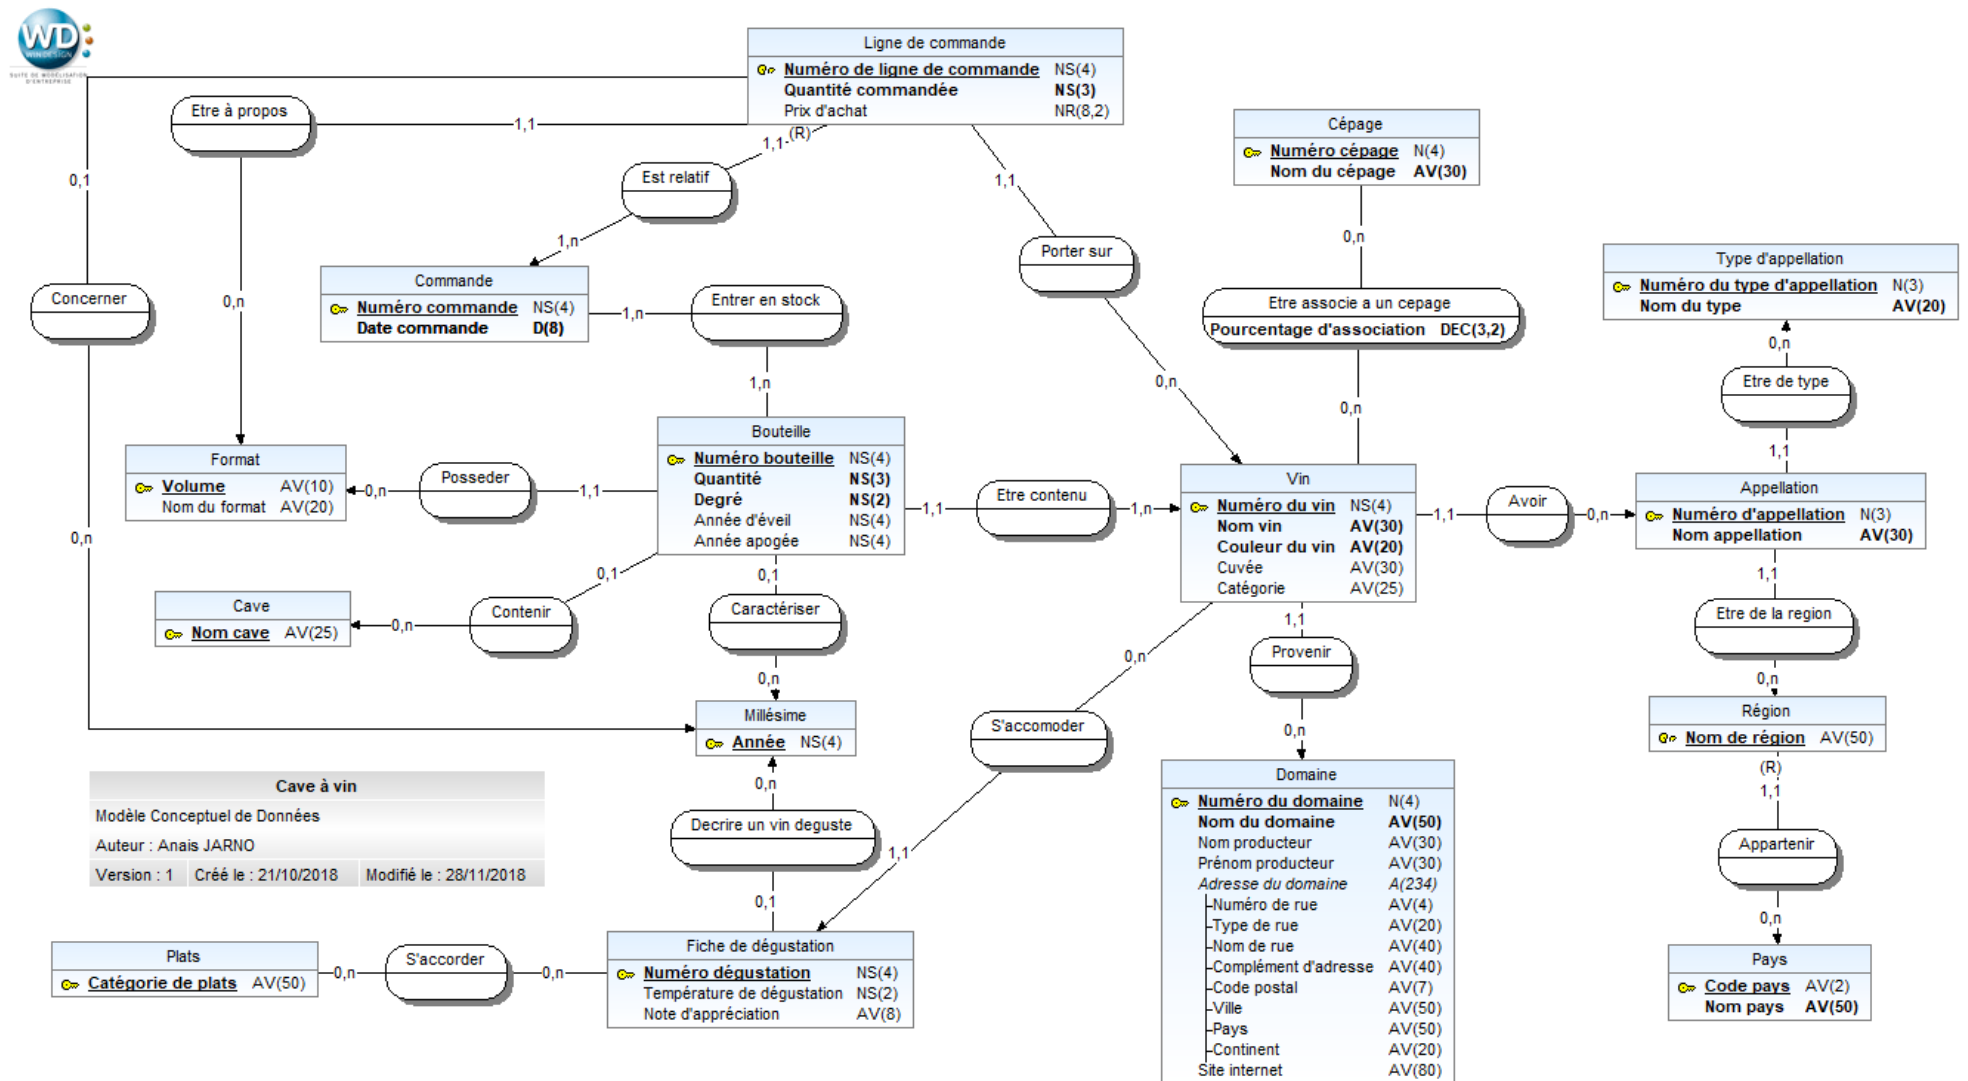 WD:
WINDESIGN
SUITE DE MODÉLISATION
D'ENTREPRISE
Ligne de commande
Numéro de ligne de commande NS(4)
Quantité commandée NS(3)
Prix d'achat NR(8,2)
Etre à propos
1,1
(R)
1,1
Est relatif
1,n
0,1
1,1
Cépage
Numéro cépage N(4)
Nom du cépage AV(30)
0,n
Porter sur
Type d'appellation
Numéro du type d'appellation N(3)
Nom du type AV(20)
Commande
Numéro commande NS(4)
Date commande D(8)
1,n
Entrer en stock
1,n
Concerner
0,n
Etre associe a un cepage
Pourcentage d'association DEC(3,2)
0,n
0,n
0,n
Etre de type
1,1
Bouteille
Numéro bouteille NS(4)
Quantité NS(3)
Degré NS(2)
Année d'éveil NS(4)
Année apogée NS(4)
Format
Volume AV(10)
Nom du format AV(20)
0,n
Posseder
1,1
1,1
Etre contenu
1,n
Vin
Numéro du vin NS(4)
Nom vin AV(30)
Couleur du vin AV(20)
Cuvée AV(30)
Catégorie AV(25)
1,1
Avoir
0,n
Appellation
Numéro d'appellation N(3)
Nom appellation AV(30)
0,n
0,1
0,1
1,1
Cave
Nom cave AV(25)
0,n
Contenir
Caractériser
0,n
1,1
Provenir
0,n
0,n
Etre de la region
0,n
Millésime
Année NS(4)
S'accomoder
Région
Nom de région AV(50)
(R)
1,1
Cave à vin
Modèle Conceptuel de Données
Auteur : Anais JARNO
Version : 1 Créé le : 21/10/2018 Modifié le : 28/11/2018
0,n
Decrire un vin deguste
0,1
1,1
Domaine
Numéro du domaine N(4)
Nom du domaine AV(50)
Nom producteur AV(30)
Prénom producteur AV(30)
Adresse du domaine A(234)
Numéro de rue AV(4)
Type de rue AV(20)
Nom de rue AV(40)
Complément d'adresse AV(40)
Code postal AV(7)
Ville AV(50)
Pays AV(50)
Continent AV(20)
Site internet AV(80)
Appartenir
0,n
Plats
Catégorie de plats AV(50)
0,n
S'accorder
0,n
Fiche de dégustation
Numéro dégustation NS(4)
Température de dégustation NS(2)
Note d'appréciation AV(8)
Pays
Code pays AV(2)
Nom pays AV(50)